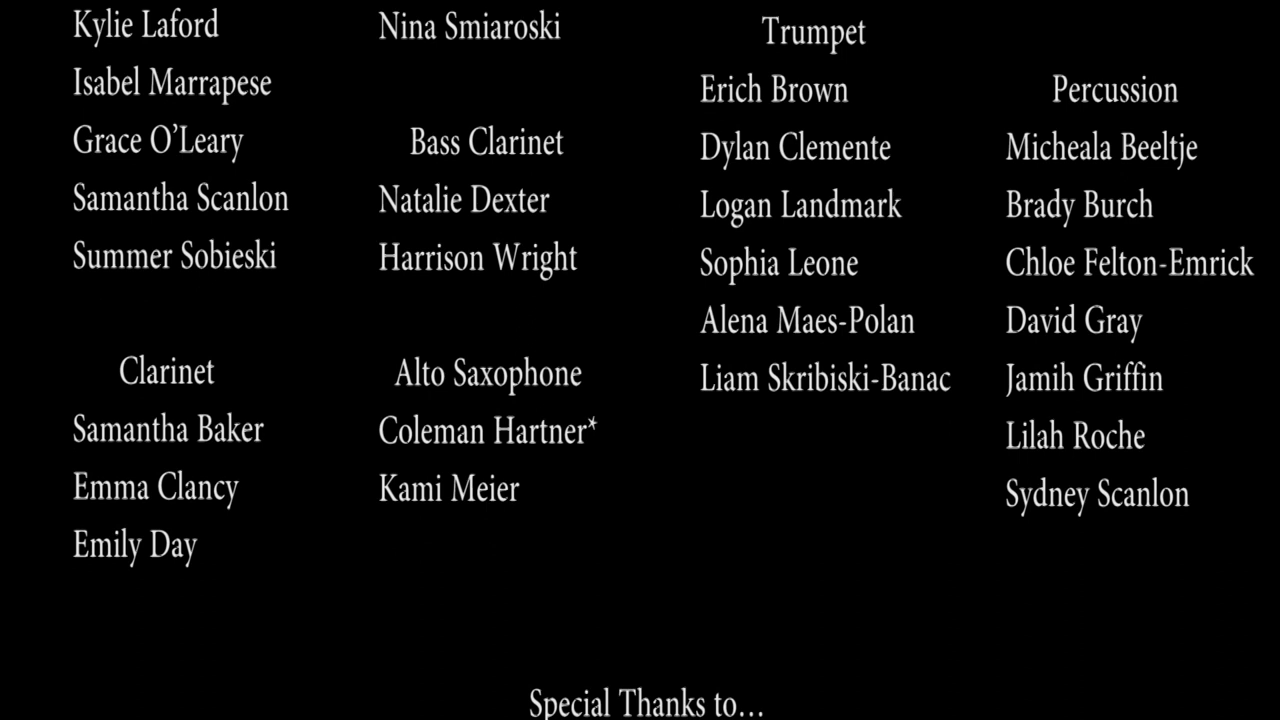 Kylie Laford
Isabel Marrapese
Grace O’Leary
Samantha Scanlon
Summer Sobieski
Clarinet
Samantha Baker
Emma Clancy
Emily Day
Nina Smiaroski
Bass Clarinet
Natalie Dexter
Harrison Wright
Alto Saxophone
Coleman Hartner*
Kami Meier
Trumpet
Erich Brown
Dylan Clemente
Logan Landmark
Sophia Leone
Alena Maes-Polan
Liam Skribiski-Banac
Percussion
Micheala Beeltje
Brady Burch
Chloe Felton-Emrick
David Gray
Jamih Griffin
Lilah Roche
Sydney Scanlon
Special Thanks to…